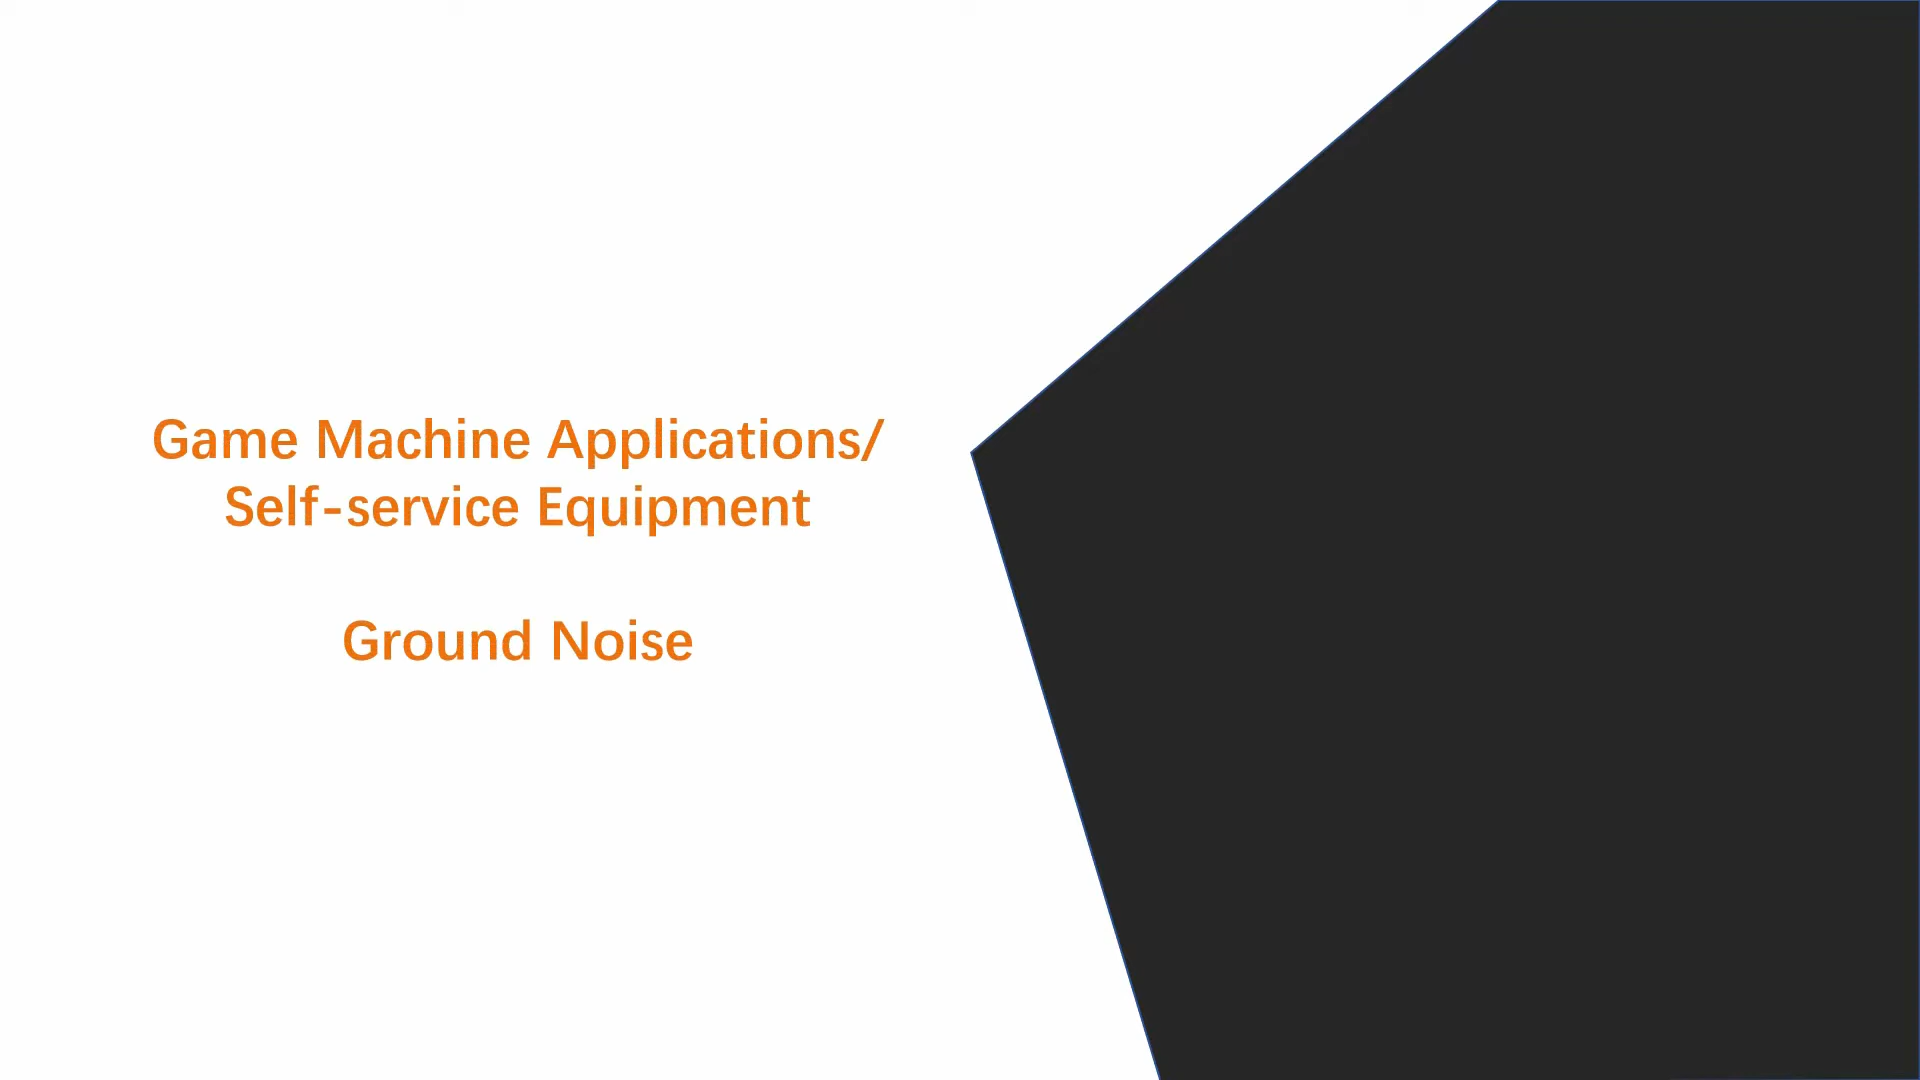 Game Machine Applications/
Self-service Equipment
Ground Noise